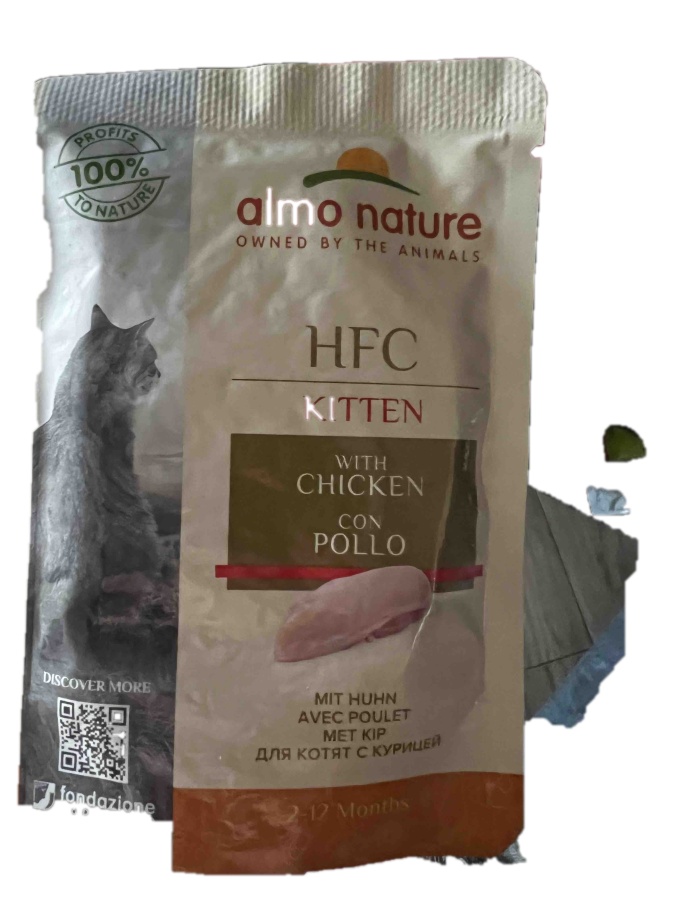 PROFITS
100%
TO NATURE
almo nature
OWNED BY THE ANIMALS
HFC
KITTEN
WITH
CHICKEN
CON
POLLO
DISCOVER MORE
MIT HUHN
AVEC POULET
MET KIP
ДЛЯ КОТЯТ С КУРИЦЕЙ
fondazione
2-12 Months